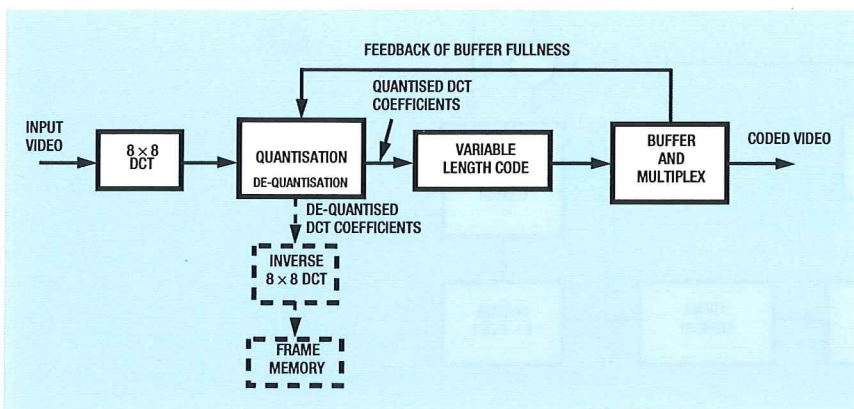 FEEDBACK OF BUFFER FULLNESS
QUANTISED DCT
COEFFICIENTS
INPUT
VIDEO
8 × 8
DCT
QUANTISATION
DE-QUANTISATION
VARIABLE
LENGTH CODE
BUFFER
AND
MULTIPLEX
CODED VIDEO
DE-QUANTISED
DCT COEFFICIENTS
INVERSE
8 × 8 DCT
FRAME
MEMORY